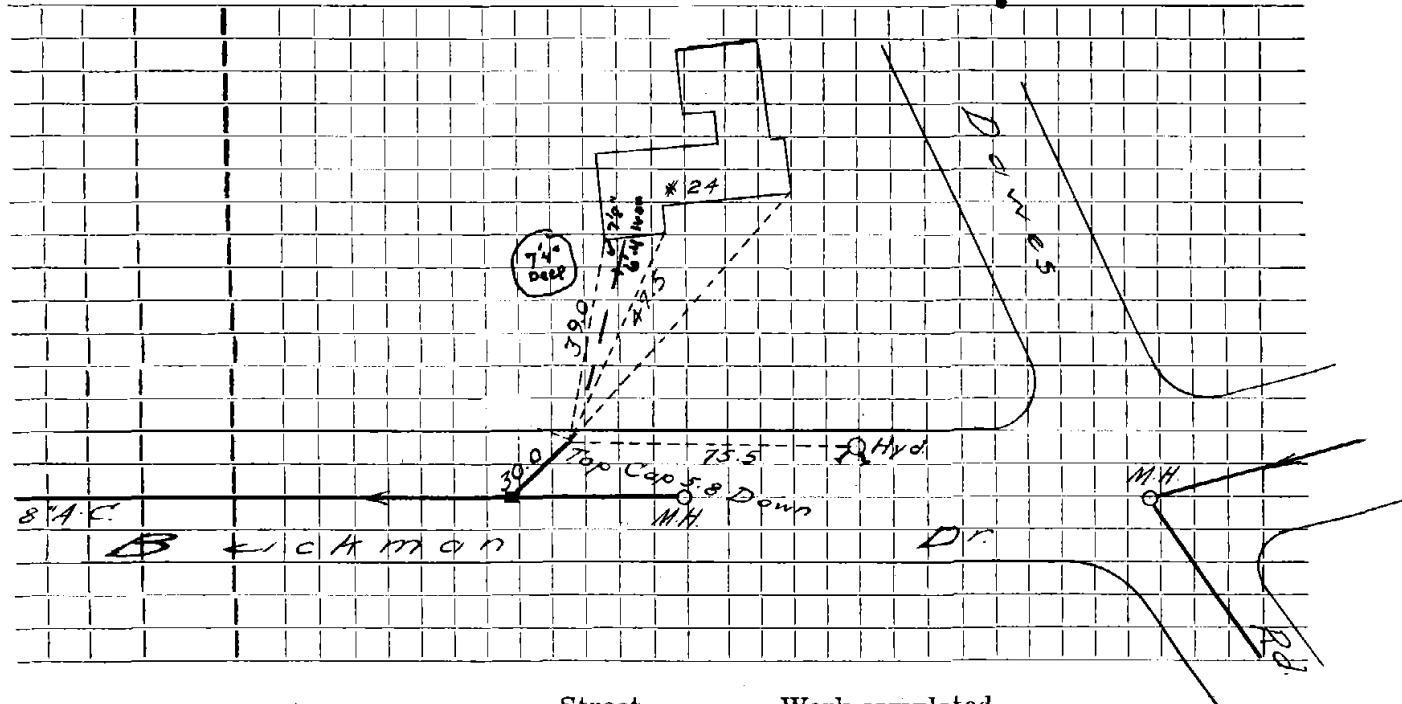 Dawes
# 24
7'4"
Deep
39.0
47.5
30.0
75.5
Hyd.
Top Cap 5.8 Down
M.H.
M.H.
8" A.C.
Dr
Rd.
Street
Work completed